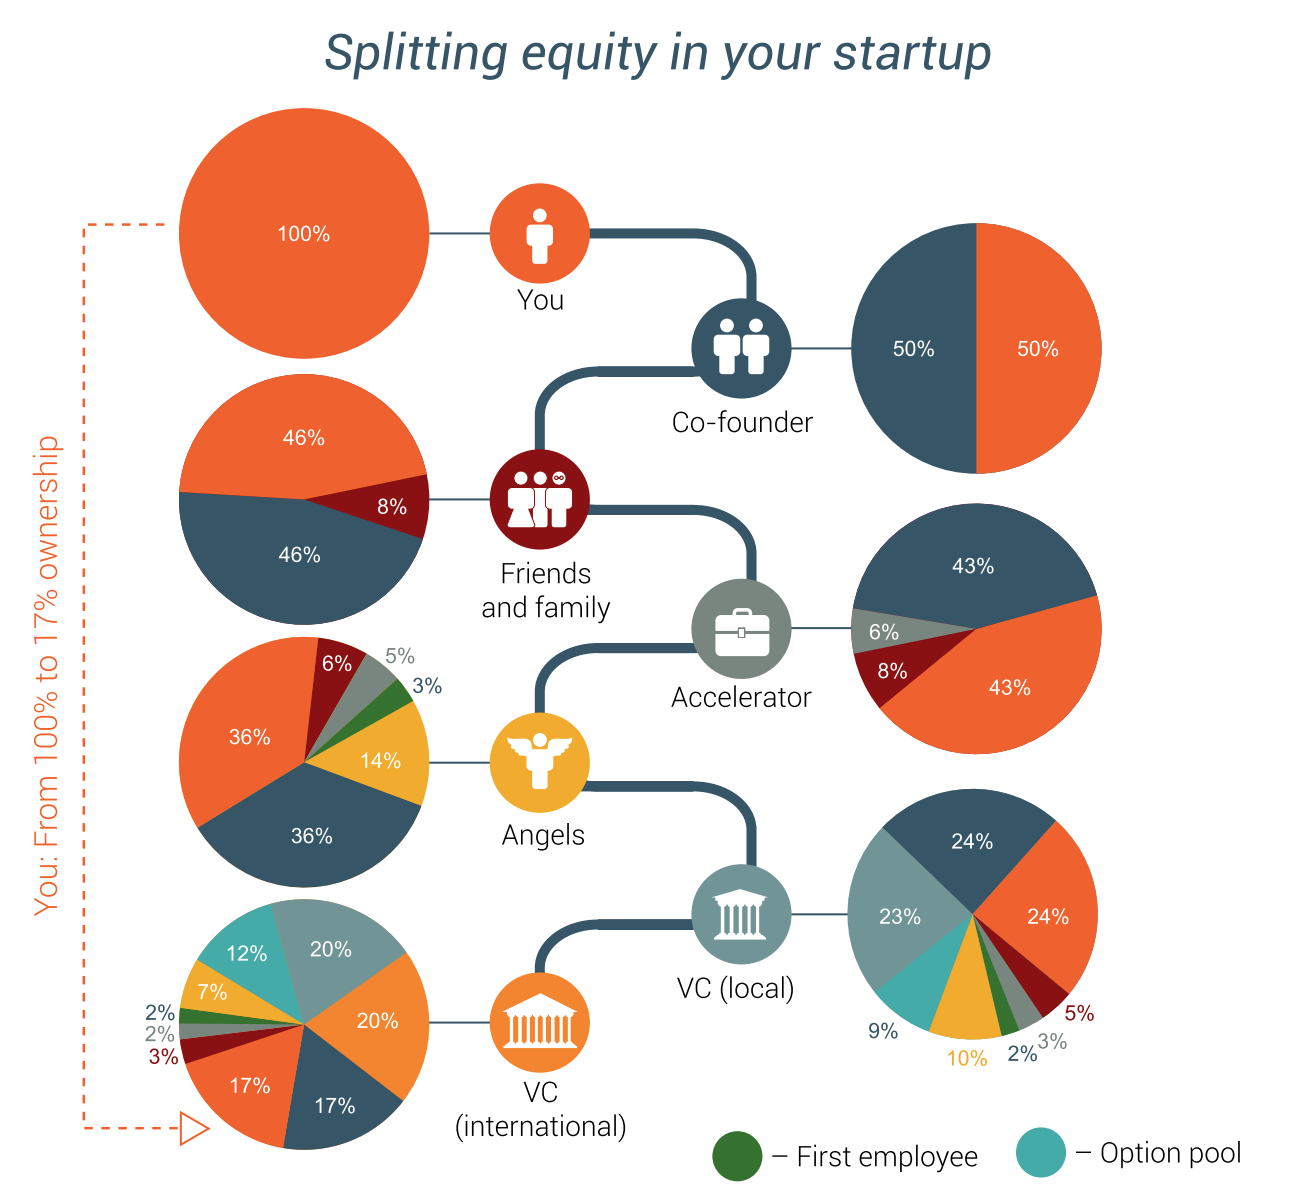 Splitting equity in your startup
100%
You
50%
50%
Co-founder
46%
8%
46%
Friends
and family
43%
6%
8%
43%
Accelerator
6%
5%
3%
36%
14%
36%
Angels
24%
23%
24%
5%
3%
2%
10%
9%
VC (local)
20%
12%
7%
20%
2%
2%
3%
17%
17%
VC
(international)
You: From 100% to 17% ownership
– First employee
– Option pool